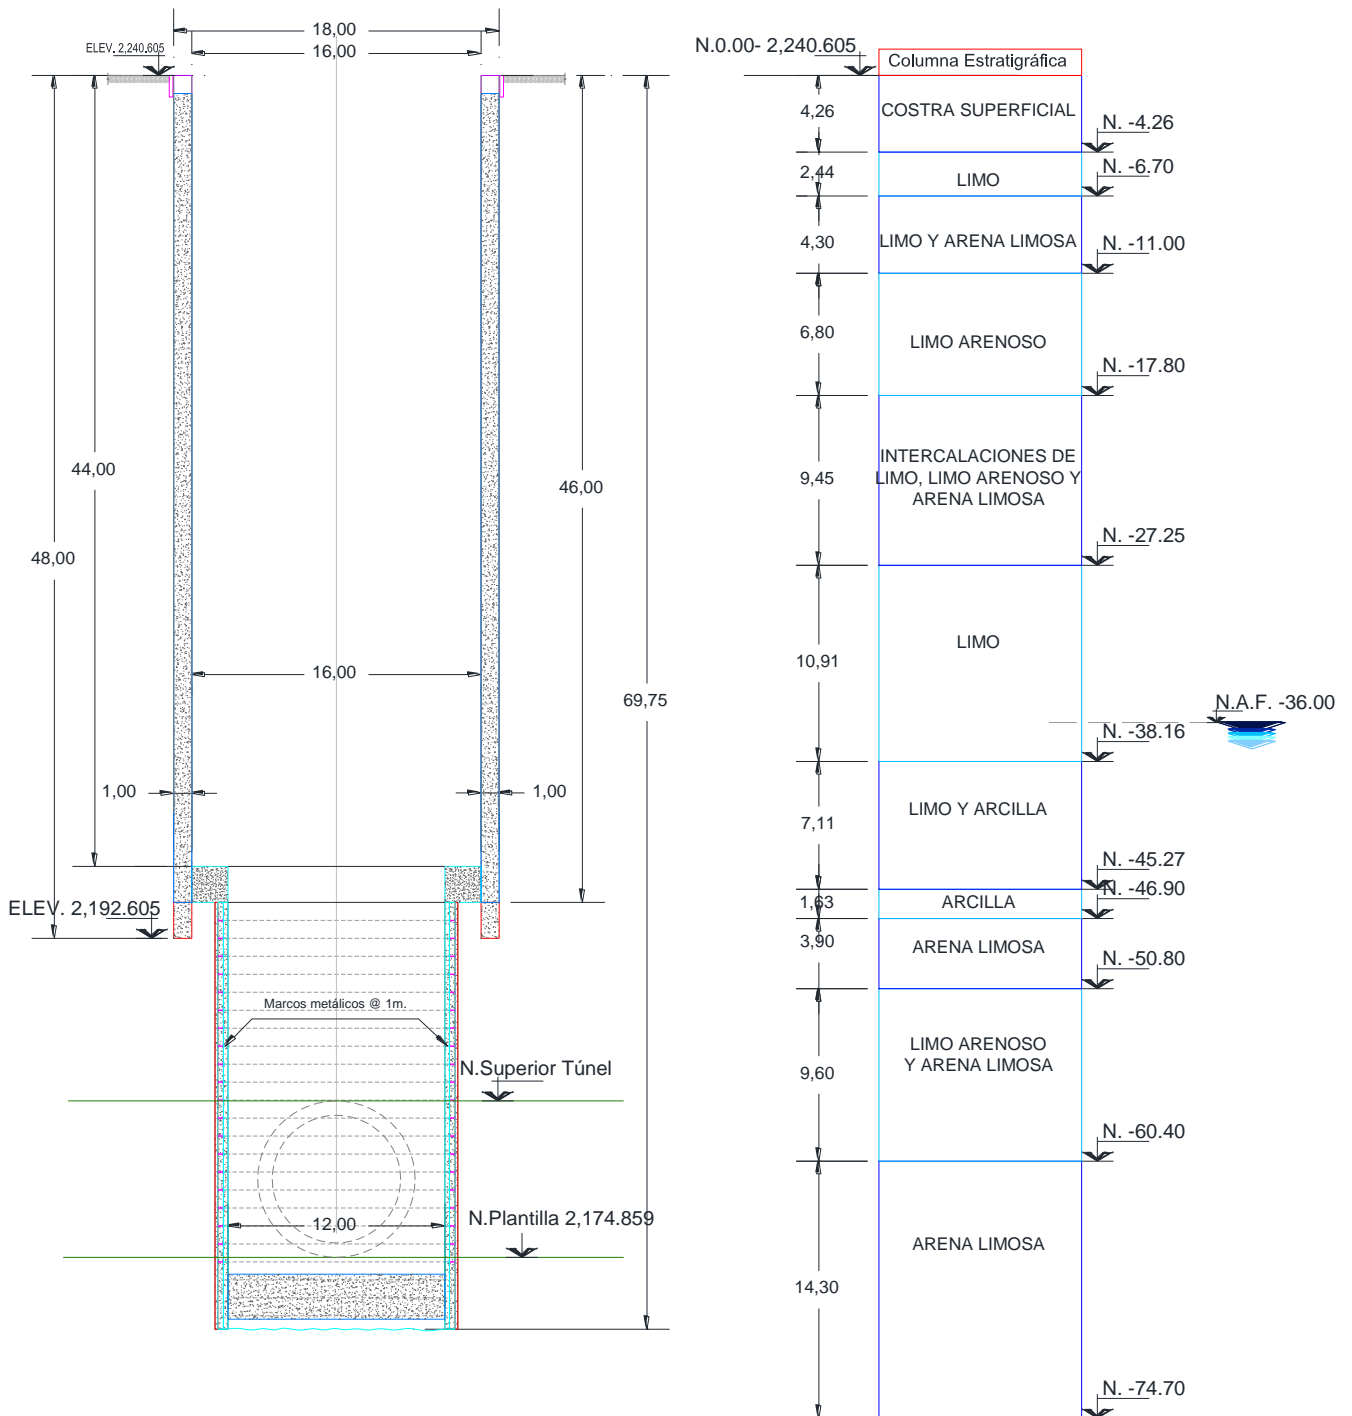 18,00
16,00
ELEV. 2,240.605
44,00
48,00
46,00
16,00
69,75
1,00
1,00
ELEV. 2,192.605
Marcos metálicos @ 1m.
N.Superior Túnel
12,00
N.Plantilla 2,174.859
N.0.00- 2,240.605
Columna Estratigráfica
4,26
COSTRA SUPERFICIAL
N. -4.26
2,44
LIMO
N. -6.70
4,30
LIMO Y ARENA LIMOSA
N. -11.00
6,80
LIMO ARENOSO
N. -17.80
9,45
INTERCALACIONES DE
LIMO, LIMO ARENOSO Y
ARENA LIMOSA
N. -27.25
10,91
LIMO
N.A.F. -36.00
N. -38.16
7,11
LIMO Y ARCILLA
N. -45.27
1,63
ARCILLA
N. -46.90
3,90
ARENA LIMOSA
N. -50.80
9,60
LIMO ARENOSO
Y ARENA LIMOSA
N. -60.40
14,30
ARENA LIMOSA
N. -74.70